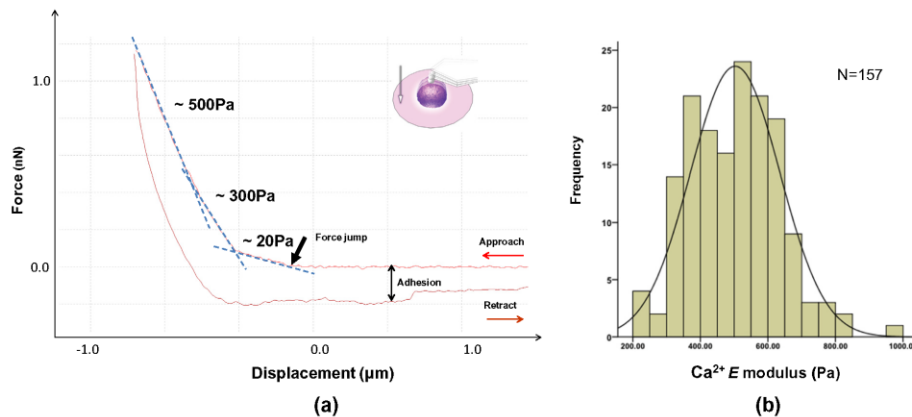 1.0
~ 500Pa
~ 300Pa
~ 20Pa
Force jump
Approach
0.0
Adhesion
Retract
Force (nN)
-1.0
0.0
1.0
Displacement (μm)
(a)
N=157
25
20
15
10
5
0
Frequency
200.00
400.00
600.00
800.00
1000.00
Ca²⁺ E modulus (Pa)
(b)